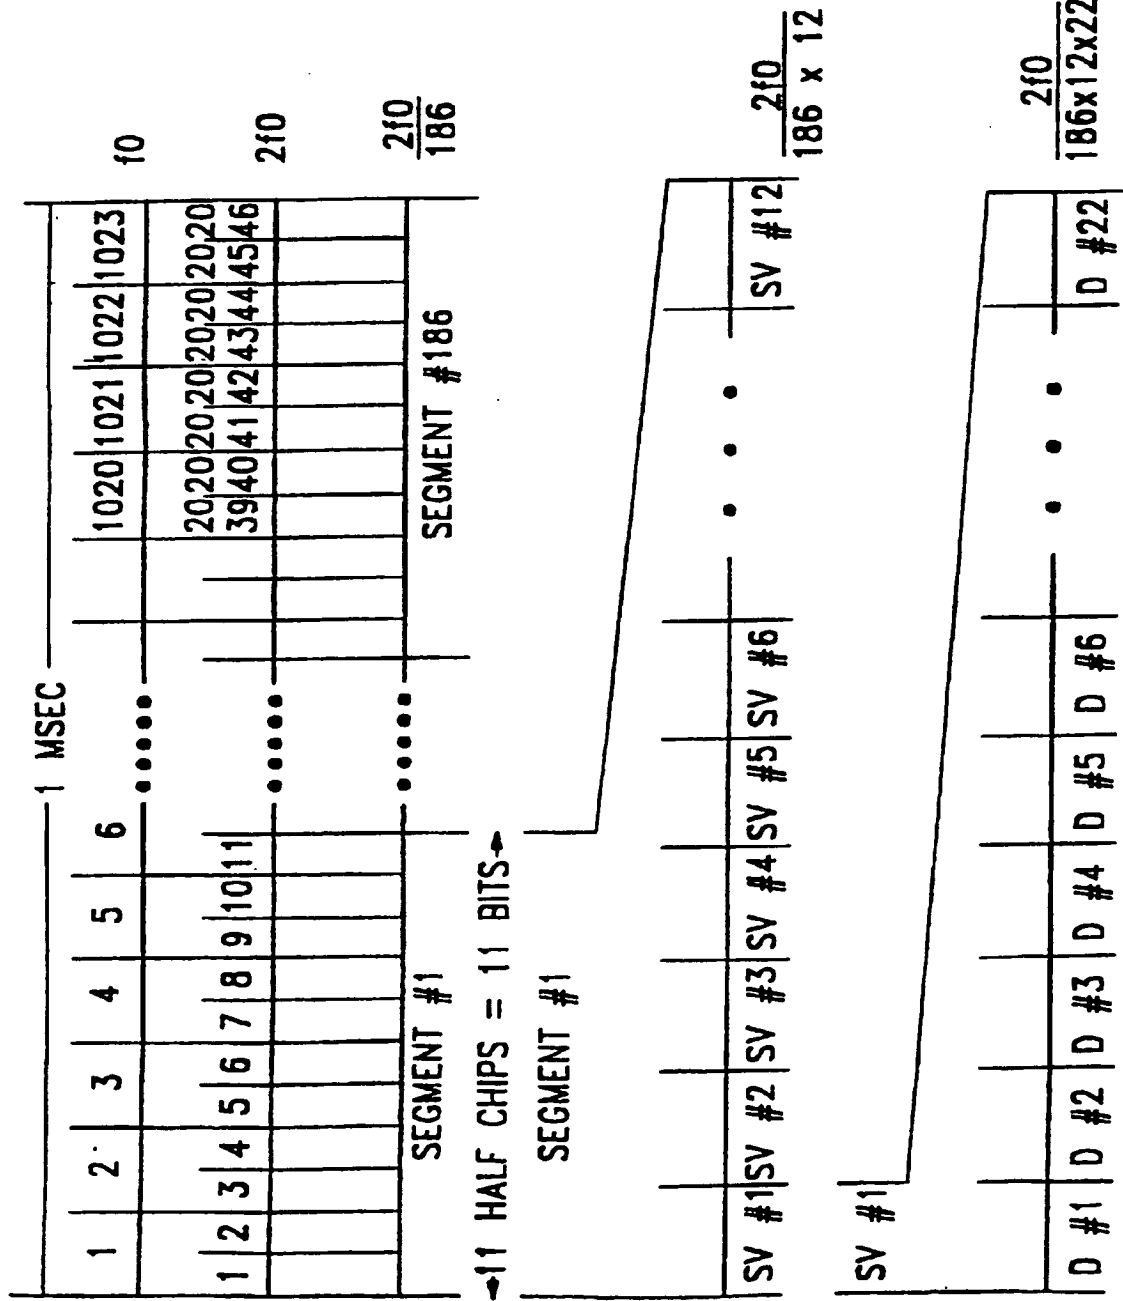 1 MSEC
1 2 3 4 5 6 ••••• 1020 1021 1022 1023 f0
20 20 20 20 20 20 20 20
1 2 3 4 5 6 7 8 9 10 11 ••••• 39 40 41 42 43 44 45 46 2f0
••••• 2f0
186
SEGMENT #1 SEGMENT #186
11 HALF CHIPS = 11 BITS
SEGMENT #1
SV #1 SV #2 SV #3 SV #4 SV #5 SV #6 • • • SV #12 2f0
186 x 12
SV #1
D #1 D #2 D #3 D #4 D #5 D #6 • • • D #22 2f0
186x12x22